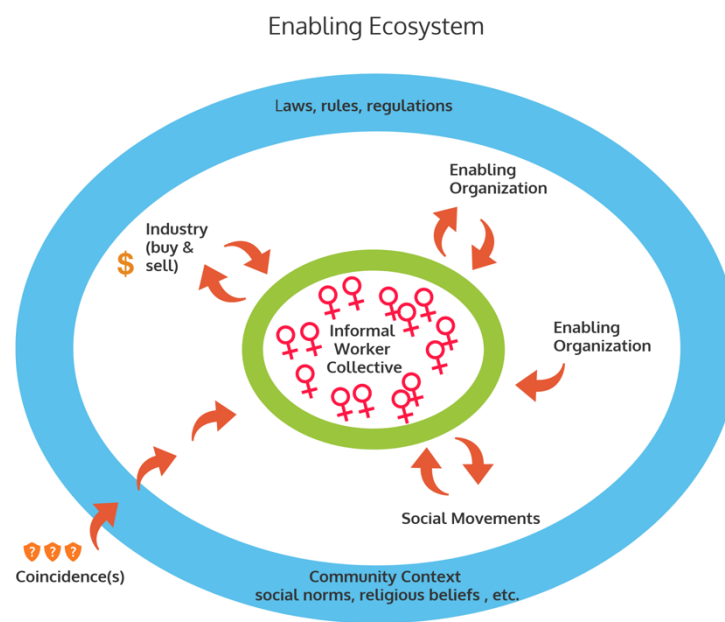 Enabling Ecosystem
Laws, rules, regulations
Enabling
Organization
Industry
(buy &
sell)
$
Informal
Worker
Collective
Enabling
Organization
Social Movements
? ? ?
Coincidence(s)
Community Context
social norms, religious beliefs , etc.